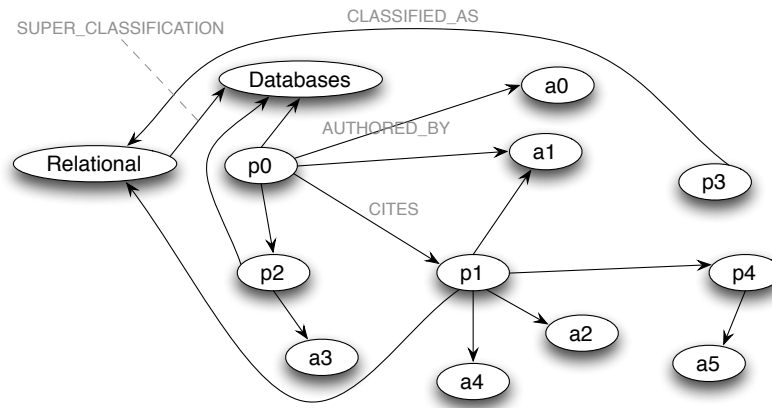 CLASSIFIED_AS
SUPER_CLASSIFICATION
Databases
a0
AUTHORED_BY
a1
Relational
p0
p3
CITES
p2
p1
p4
a3
a2
a5
a4